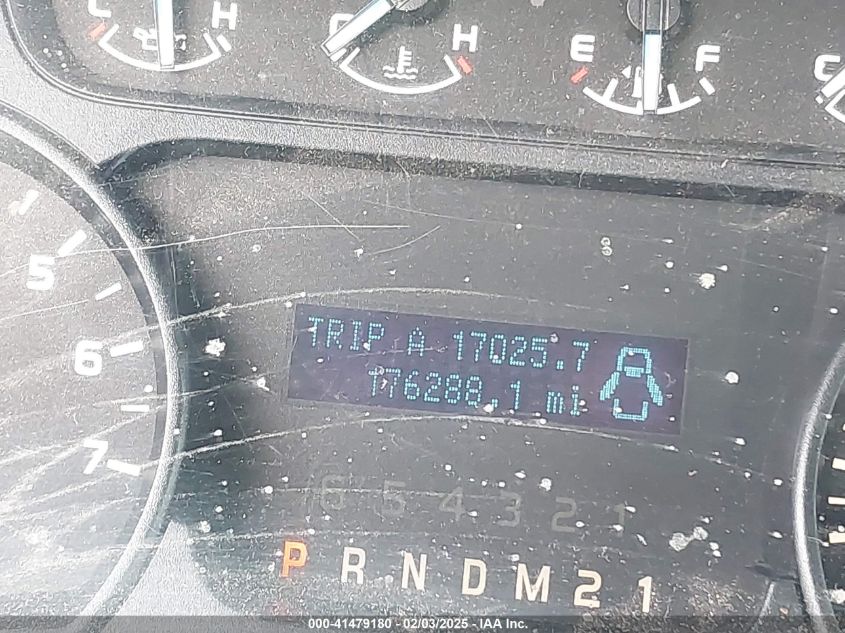 L H
C H
E F
C
5
6
7
TRIP A 17025.7
176288.1 mi
6 5 4 3 2 1
P R N D M 2 1
000-41479180 - 02/03/2025 - IAA Inc.